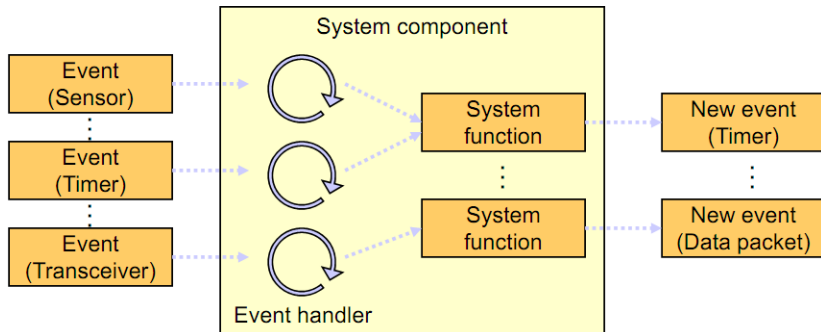 System component
Event
(Sensor)
Event
(Timer)
Event
(Transceiver)
Event handler
System
function
System
function
New event
(Timer)
New event
(Data packet)